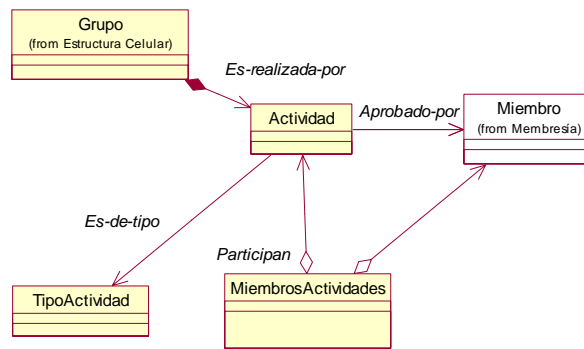 Grupo
(from Estructura Celular)
Es-realizada-por
Actividad
Aprobado-por
Miembro
(from Membresía)
Es-de-tipo
Participan
TipoActividad
MiembrosActividades